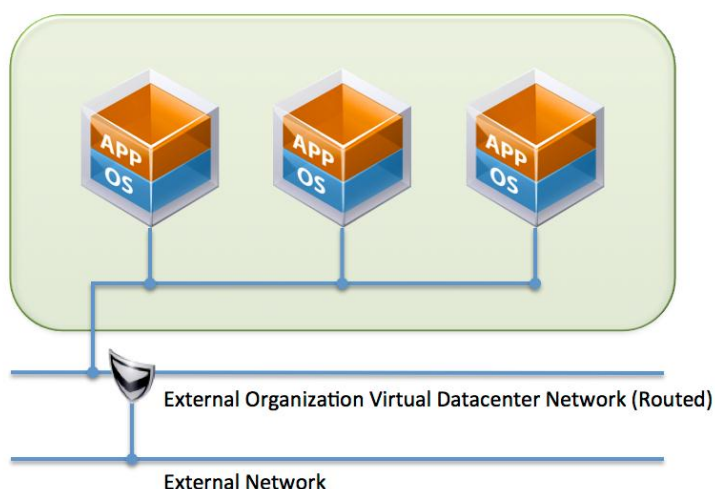 APP
OS
APP
OS
APP
OS
External Organization Virtual Datacenter Network (Routed)
External Network